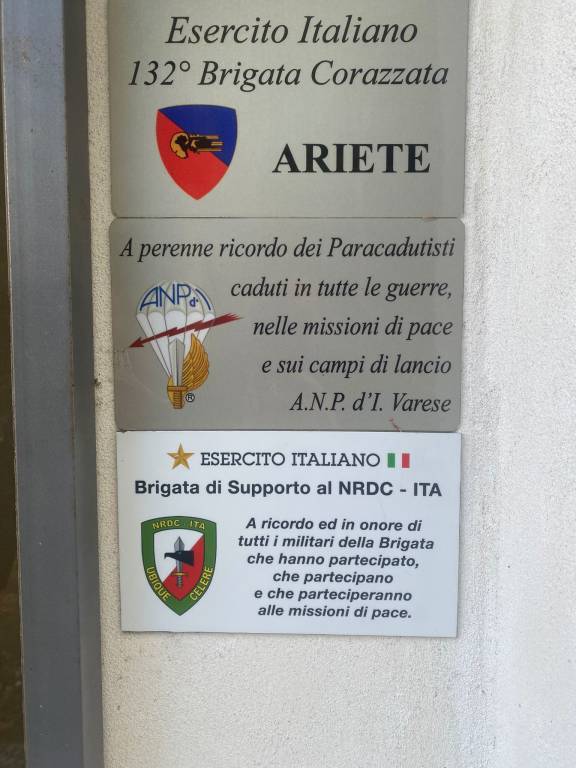 Esercito Italiano
132° Brigata Corazzata
ARIETE
A perenne ricordo dei Paracadutisti
caduti in tutte le guerre,
nelle missioni di pace
e sui campi di lancio
A.N.P. d'I. Varese
ANPd'I
®
ESERCITO ITALIANO
Brigata di Supporto al NRDC - ITA
NRDC - ITA
UBIQUE CELERE
A ricordo ed in onore di
tutti i militari della Brigata
che hanno partecipato,
che partecipano
e che parteciperanno
alle missioni di pace.